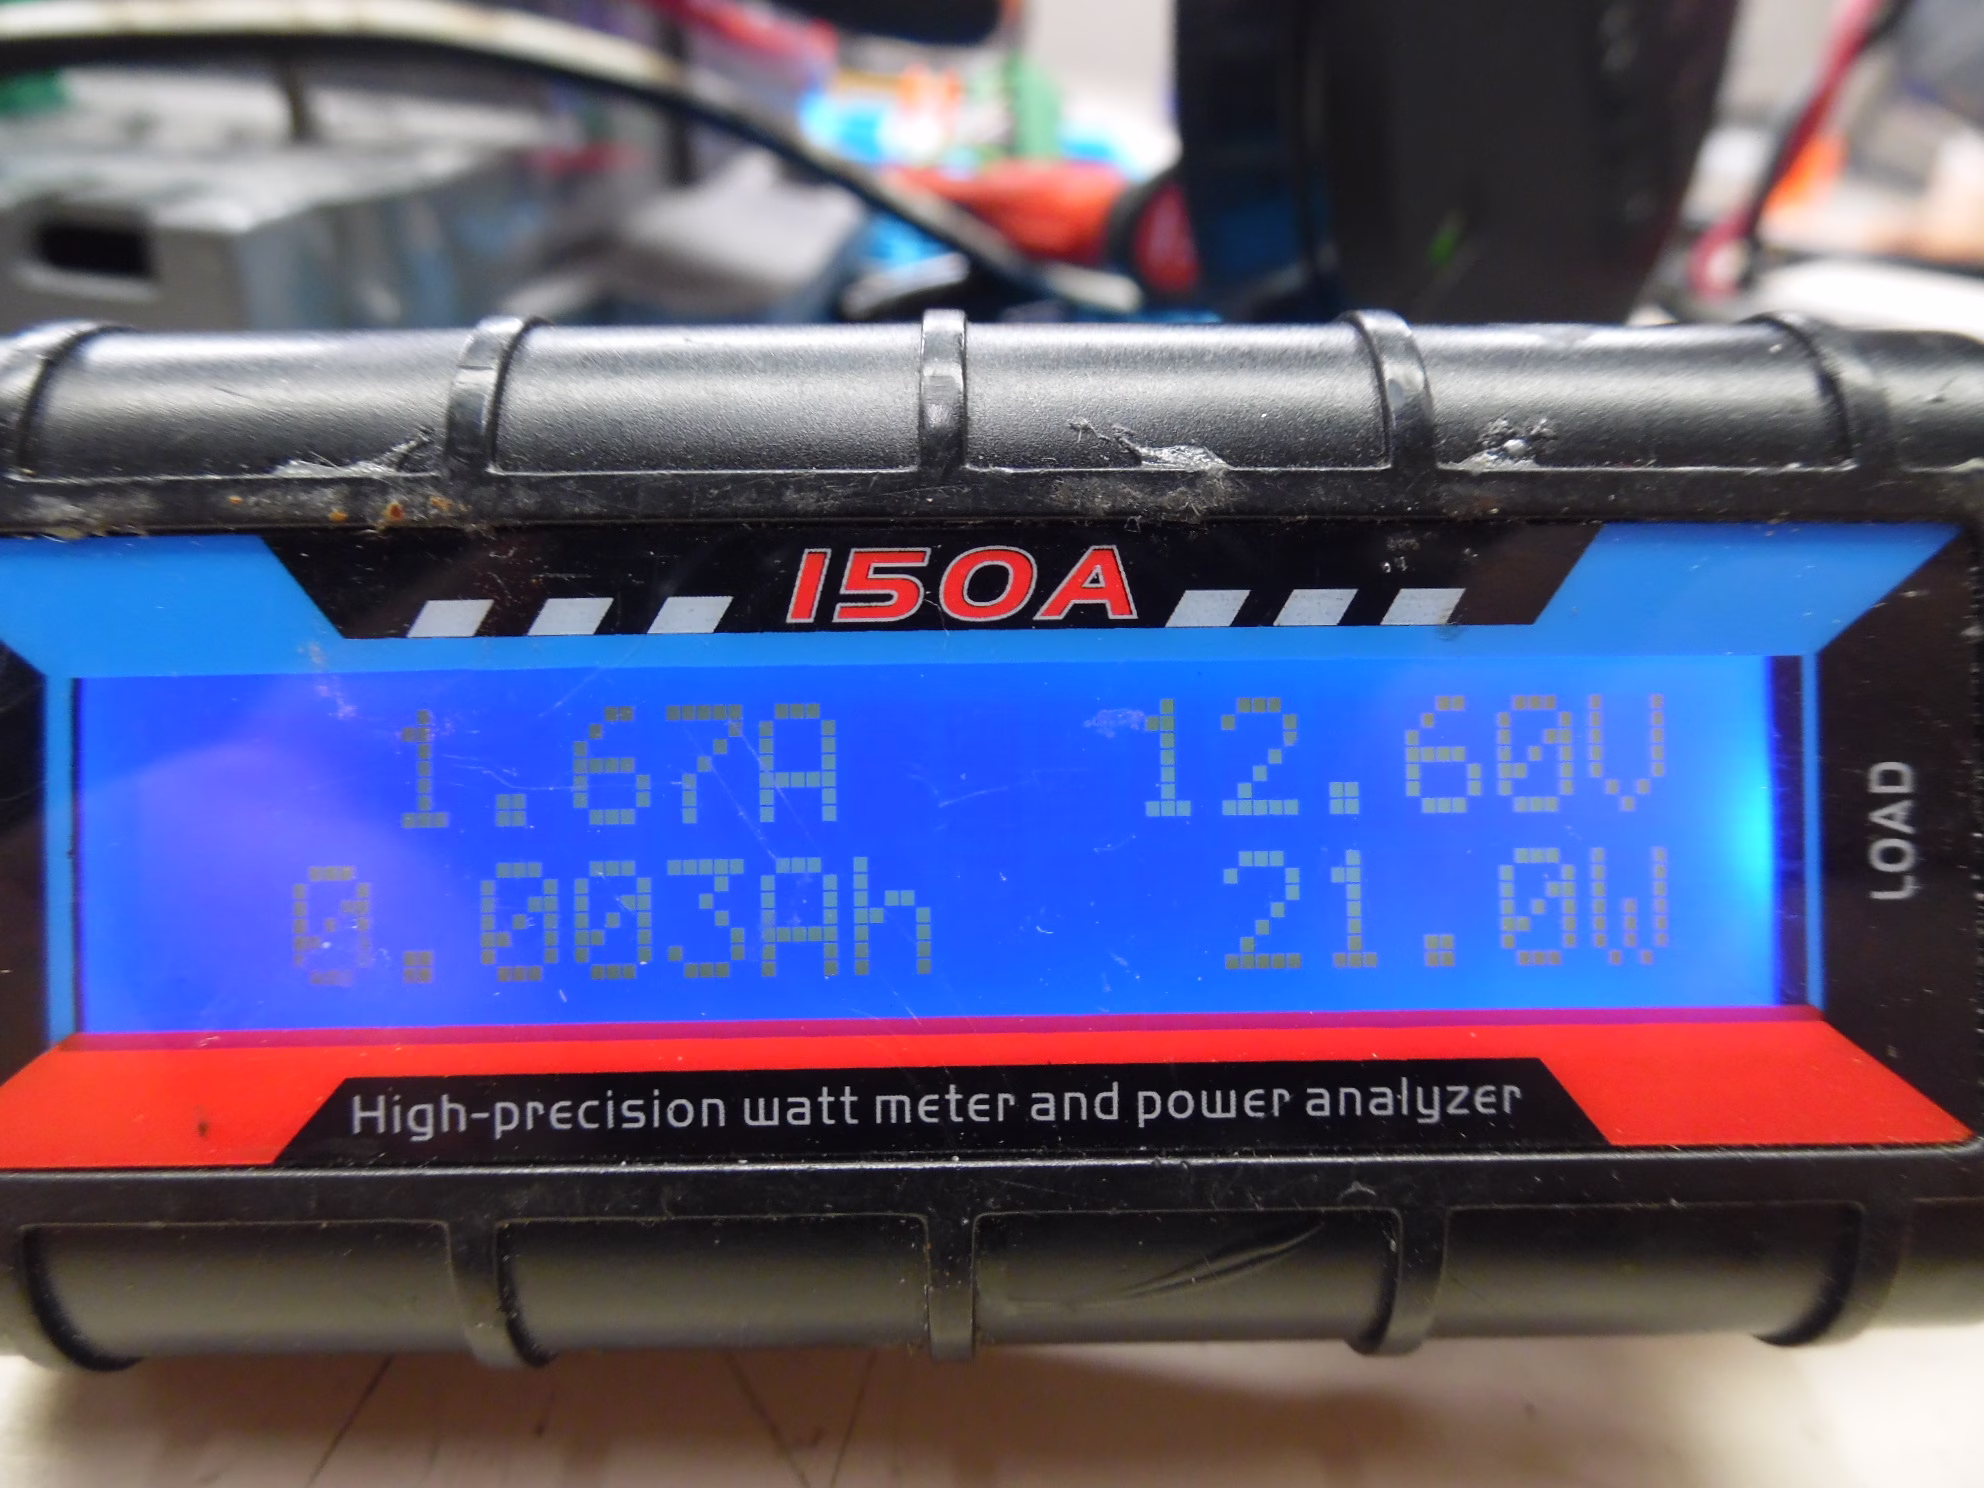 150A
1.67A 12.60V
0.003Ah 21.0W
LOAD
High-precision watt meter and power analyzer